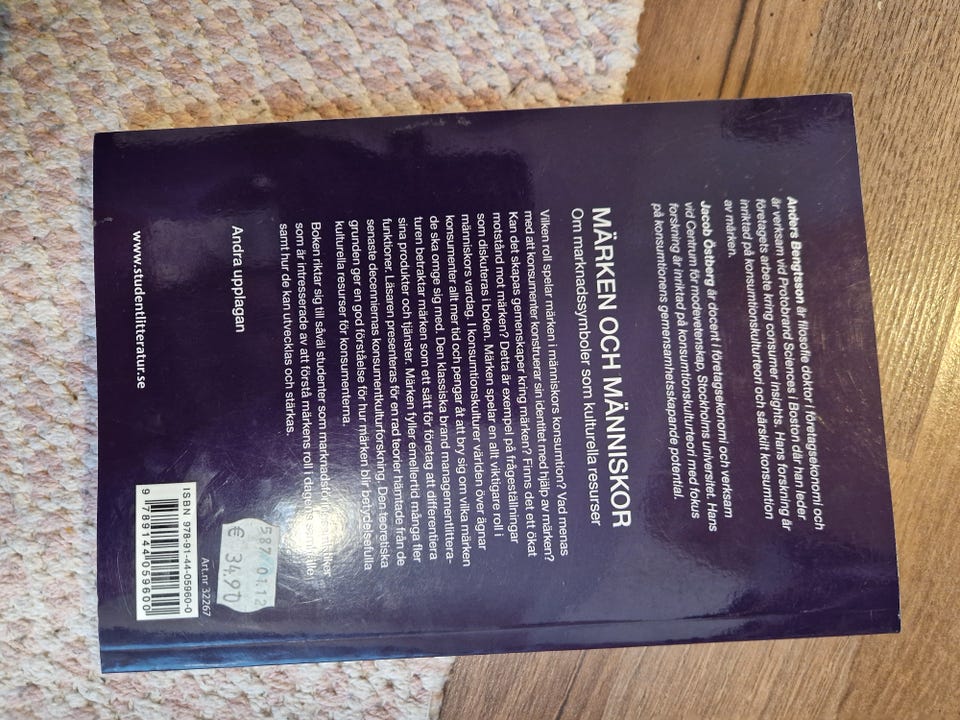 Anders Bengtsson är filosofie doktor i företagsekonomi och
är verksam vid Protobrand Sciences i Boston där han leder
företagets arbete kring consumer insights. Hans forskning är
inriktad på konsumtionskulturteori och särskilt konsumtion
av märken.
Jacob Östberg är docent i företagsekonomi och verksam
vid Centrum för modevetenskap, Stockholms universitet. Hans
forskning är inriktad på konsumtionskulturteori med fokus
på konsumtionens gemensamhetsskapande potential.
MÄRKEN OCH MÄNNISKOR
Om marknadssymboler som kulturella resurser
Vilken roll spelar märken i människors konsumtion? Vad menas
med att konsumenter konstruerar sin identitet med hjälp av märken?
Kan det skapas gemenskaper kring märken? Finns det ett ökat
motstånd mot märken? Detta är exempel på frågeställningar
som diskuteras i boken. Märken spelar en allt viktigare roll i
människors vardag. I konsumtionskulturer världen över ägnar
konsumenter allt mer tid och pengar åt att bry sig om vilka märken
de ska omge sig med. Den klassiska brand managementlittera-
turen betraktar märken som ett sätt för företag att differentiera
sina produkter och tjänster. Märken fyller emellertid många fler
funktioner. Läsaren presenteras för en rad teorier hämtade från de
senaste decenniernas konsumentkulturforskning. Den teoretiska
grunden ger en god förståelse för hur märken blir betydelsefulla
kulturella resurser för konsumenterna.
Boken riktar sig till såväl studenter som
som är intresserade av att förstå märkens roll i dagens
samt hur de kan utvecklas och stärkas.
Andra upplagan
www.studentlitteratur.se
587 01.12
€ 34,90
Art.nr 32267
ISBN 978-91-44-05960-0
9 789144 059600